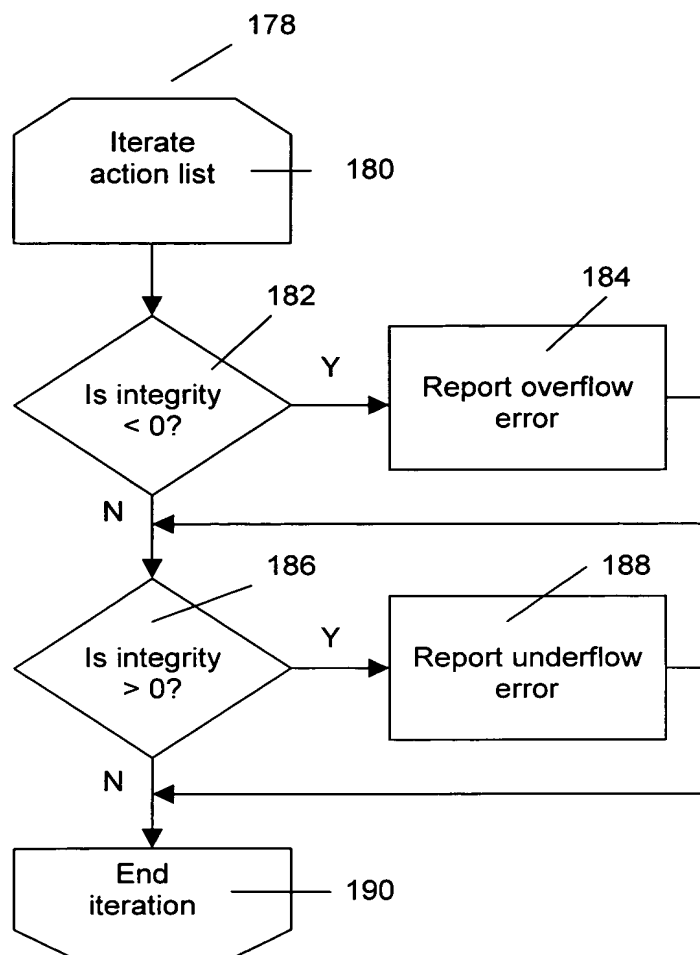 178
Iterate
action list
180
182
184
Is integrity
< 0?
Y
Report overflow
error
N
186
188
Is integrity
> 0?
Y
Report underflow
error
N
End
iteration
190